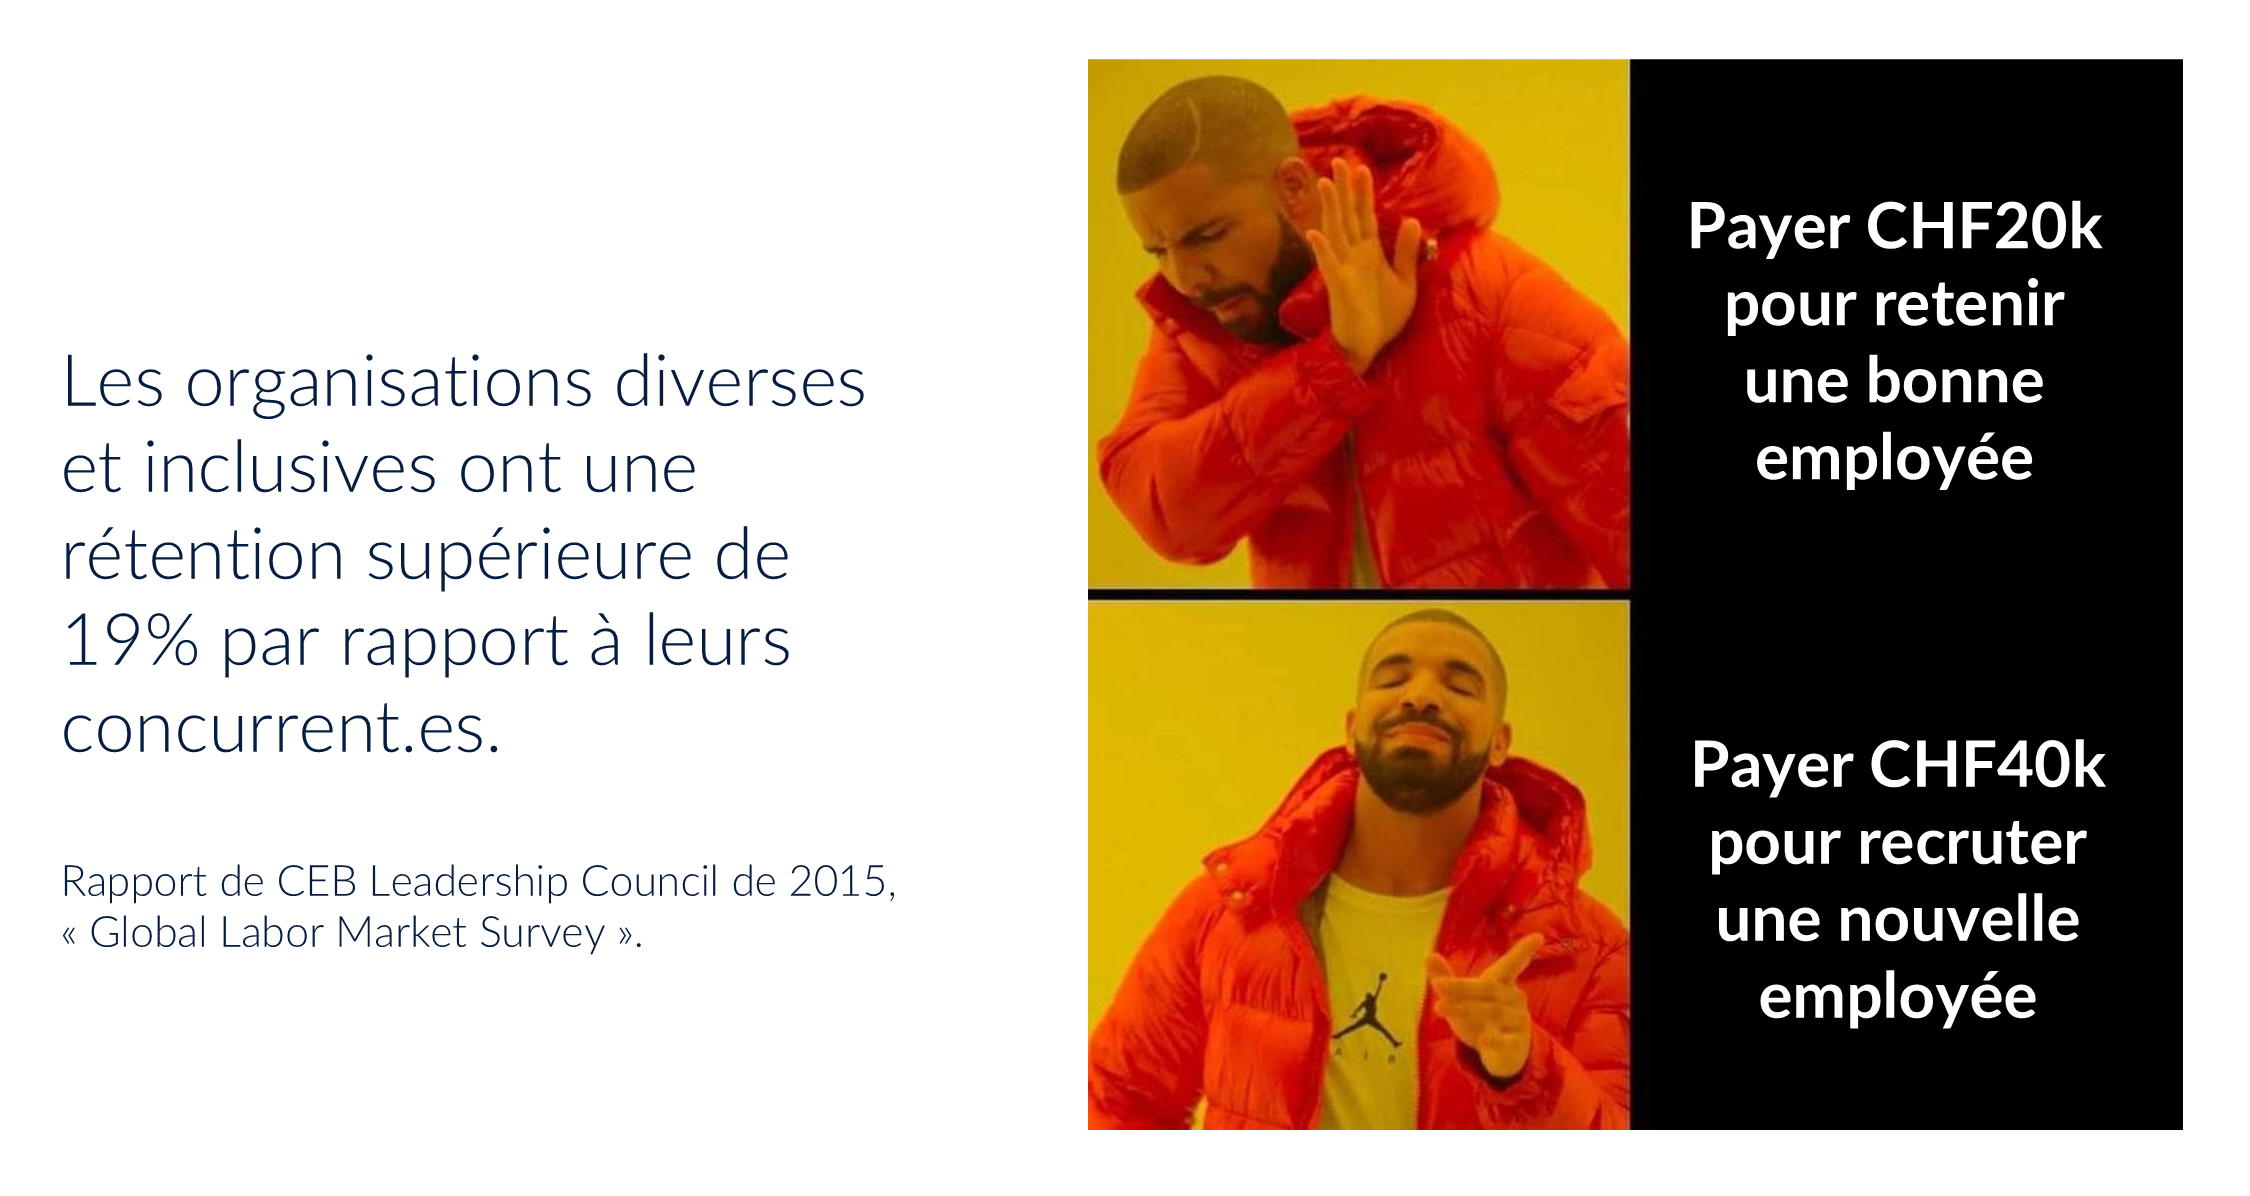 Les organisations diverses
et inclusives ont une
rétention supérieure de
19% par rapport à leurs
concurrent.es.
Rapport de CEB Leadership Council de 2015,
« Global Labor Market Survey ».
Payer CHF20k
pour retenir
une bonne
employée
Payer CHF40k
pour recruter
une nouvelle
employée
AIR